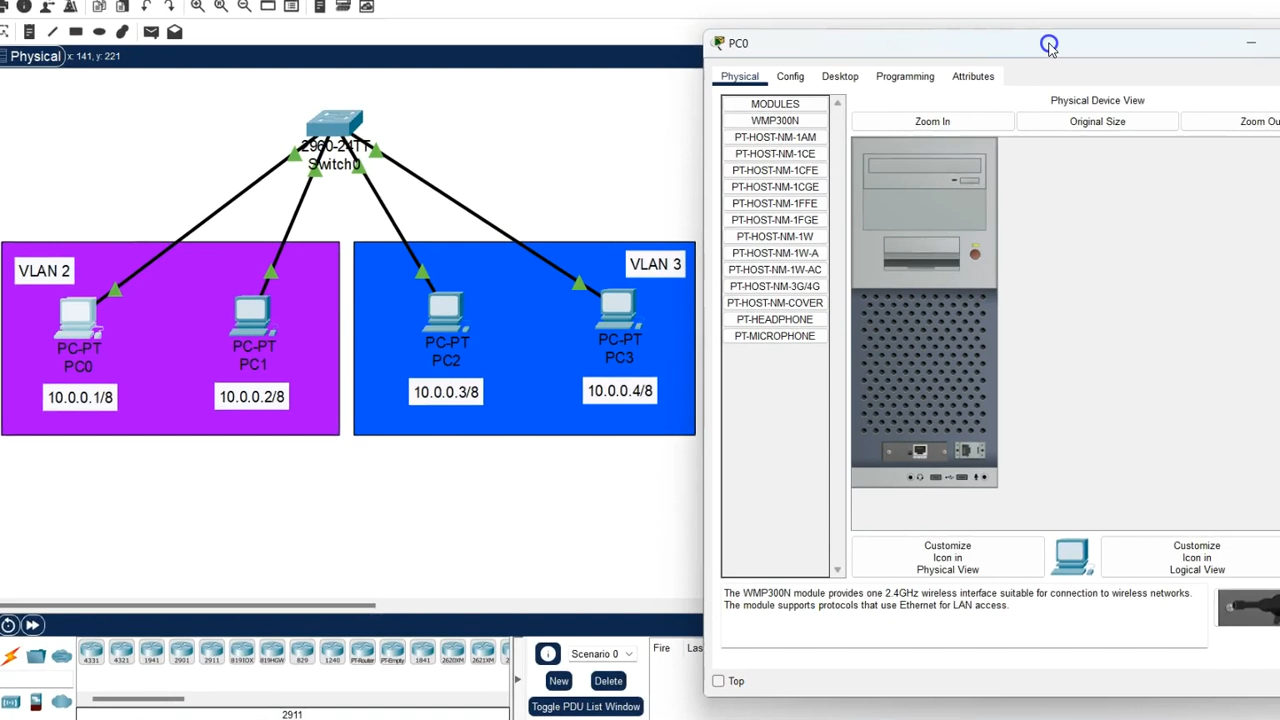 Physical
x: 141, y: 221
2960-24TT
Switch0
VLAN 2
VLAN 3
PC-PT
PC0
PC-PT
PC1
PC-PT
PC2
PC-PT
PC3
10.0.0.1/8
10.0.0.2/8
10.0.0.3/8
10.0.0.4/8
PC0
Physical
Config
Desktop
Programming
Attributes
MODULES
WMP300N
PT-HOST-NM-1AM
PT-HOST-NM-1CE
PT-HOST-NM-1CFE
PT-HOST-NM-1CGE
PT-HOST-NM-1FFE
PT-HOST-NM-1FGE
PT-HOST-NM-1W
PT-HOST-NM-1W-A
PT-HOST-NM-1W-AC
PT-HOST-NM-3G/4G
PT-HOST-NM-COVER
PT-HEADPHONE
PT-MICROPHONE
Physical Device View
Zoom In
Original Size
Zoom Ou
Customize
Icon in
Physical View
Customize
Icon in
Logical View
The WMP300N module provides one 2.4GHz wireless interface suitable for connection to wireless networks.
The module supports protocols that use Ethernet for LAN access.
Top
4331
4321
1941
2901
2911
819IOX
819HGW
829
1240
PT-Router
PT-Empty
1841
2620XM
2621XM
2911
Scenario 0
New
Delete
Toggle PDU List Window
Fire
Las